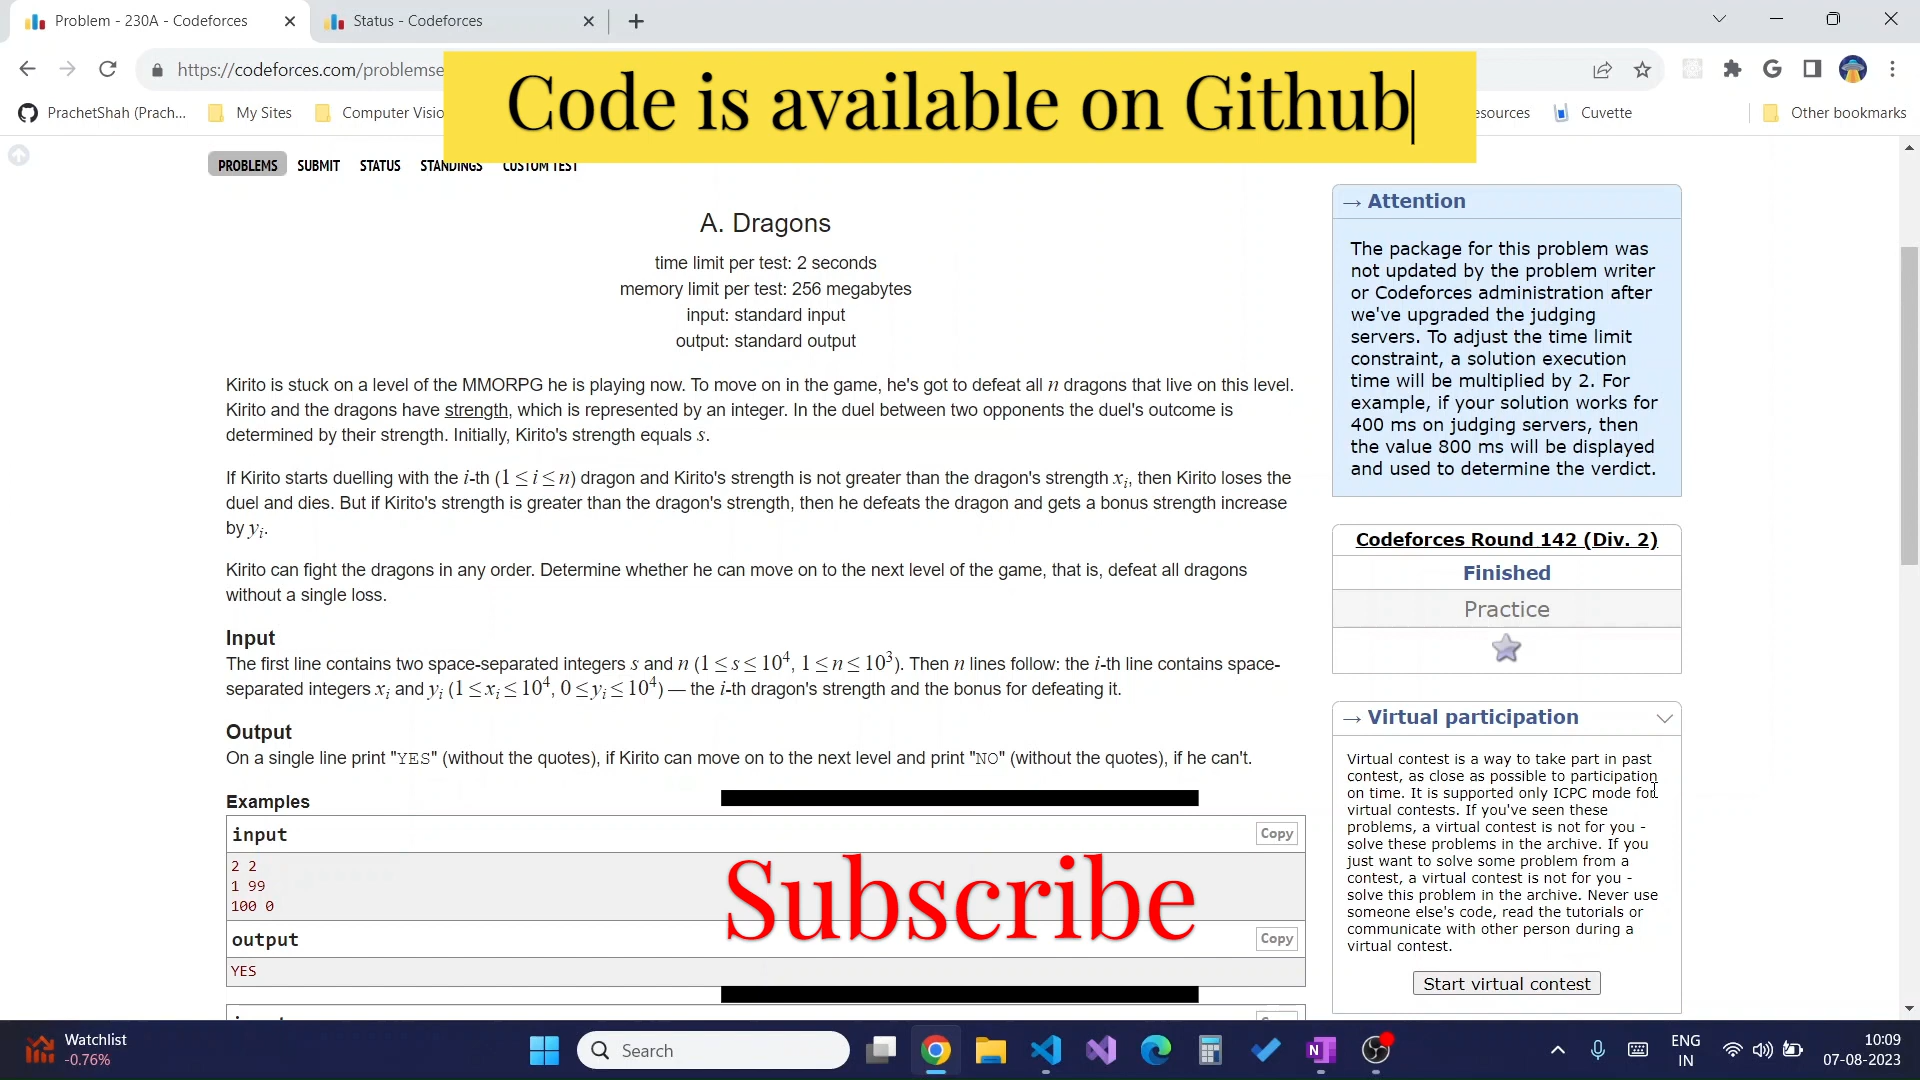 Problem - 230A - Codeforces
Status - Codeforces
https://codeforces.com/problemse
Code is available on Github
PrachetShah (Prach...
Computer Visio
esources
Cuvette
Other bookmarks
PROBLEMS SUBMIT STATUS STANDINGS CUSTOM TEST
A. Dragons
time limit per test: 2 seconds
memory limit per test: 256 megabytes
input: standard input
output: standard output
Kirito is stuck on a level of the MMORPG he is playing now. To move on in the game, he's got to defeat all n dragons that live on this level.
Kirito and the dragons have strength, which is represented by an integer. In the duel between two opponents the duel's outcome is
determined by their strength. Initially, Kirito's strength equals s.
If Kirito starts duelling with the i-th (1 ≤ i ≤ n) dragon and Kirito's strength is not greater than the dragon's strength xi, then Kirito loses the
duel and dies. But if Kirito's strength is greater than the dragon's strength, then he defeats the dragon and gets a bonus strength increase
by yi.
Kirito can fight the dragons in any order. Determine whether he can move on to the next level of the game, that is, defeat all dragons
without a single loss.
Input
The first line contains two space-separated integers s and n (1 ≤ s ≤ 10^4, 1 ≤ n ≤ 10^3). Then n lines follow: the i-th line contains space-
separated integers xi and yi (1 ≤ xi ≤ 10^4, 0 ≤ yi ≤ 10^4) — the i-th dragon's strength and the bonus for defeating it.
Output
On a single line print "YES" (without the quotes), if Kirito can move on to the next level and print "NO" (without the quotes), if he can't.
Examples
input
Copy
2 2
1 99
100 0
output
Copy
YES
Subscribe
→ Attention
The package for this problem was
not updated by the problem writer
or Codeforces administration after
we've upgraded the judging
servers. To adjust the time limit
constraint, a solution execution
time will be multiplied by 2. For
example, if your solution works for
400 ms on judging servers, then
the value 800 ms will be displayed
and used to determine the verdict.
Codeforces Round 142 (Div. 2)
Finished
Practice
→ Virtual participation
Virtual contest is a way to take part in past
contest, as close as possible to participation
on time. It is supported only ICPC mode for
virtual contests. If you've seen these
problems, a virtual contest is not for you -
solve these problems in the archive. If you
just want to solve some problem from a
contest, a virtual contest is not for you -
solve this problem in the archive. Never use
someone else's code, read the tutorials or
communicate with other person during a
virtual contest.
Start virtual contest
Watchlist
-0.76%
Search
ENG
IN
10:09
07-08-2023